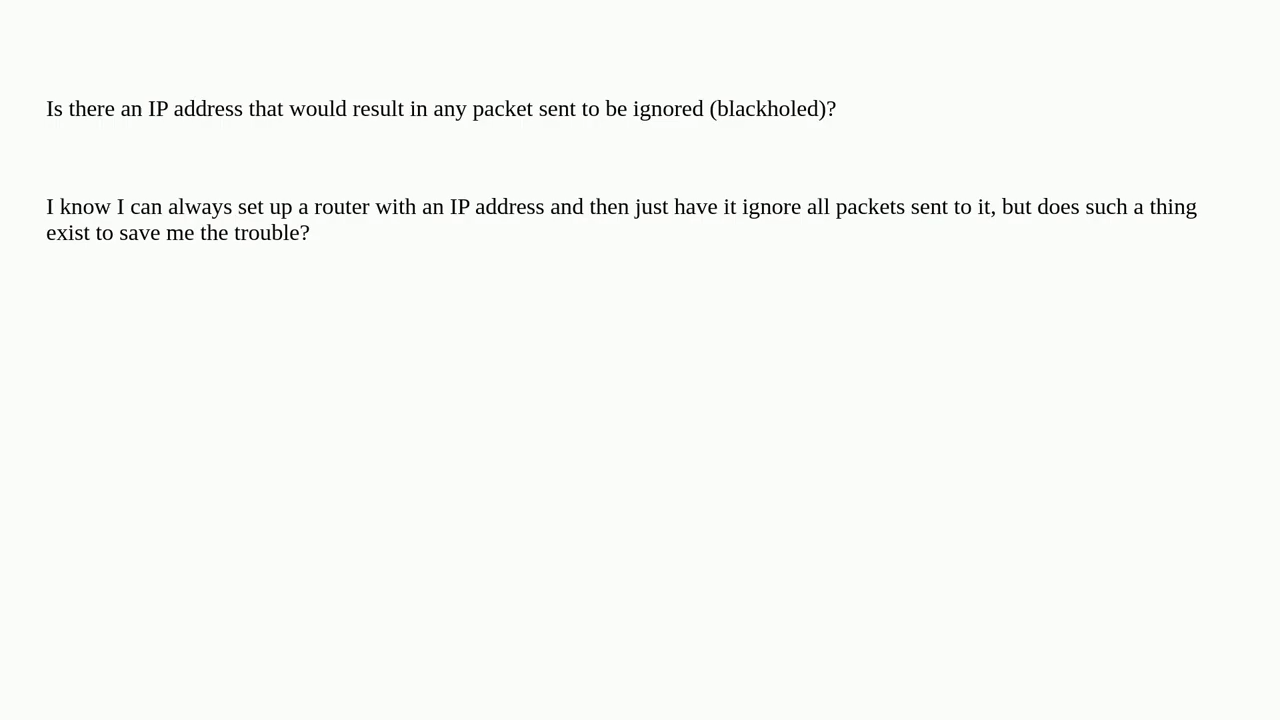 Is there an IP address that would result in any packet sent to be ignored (blackholed)?
I know I can always set up a router with an IP address and then just have it ignore all packets sent to it, but does such a thing
exist to save me the trouble?